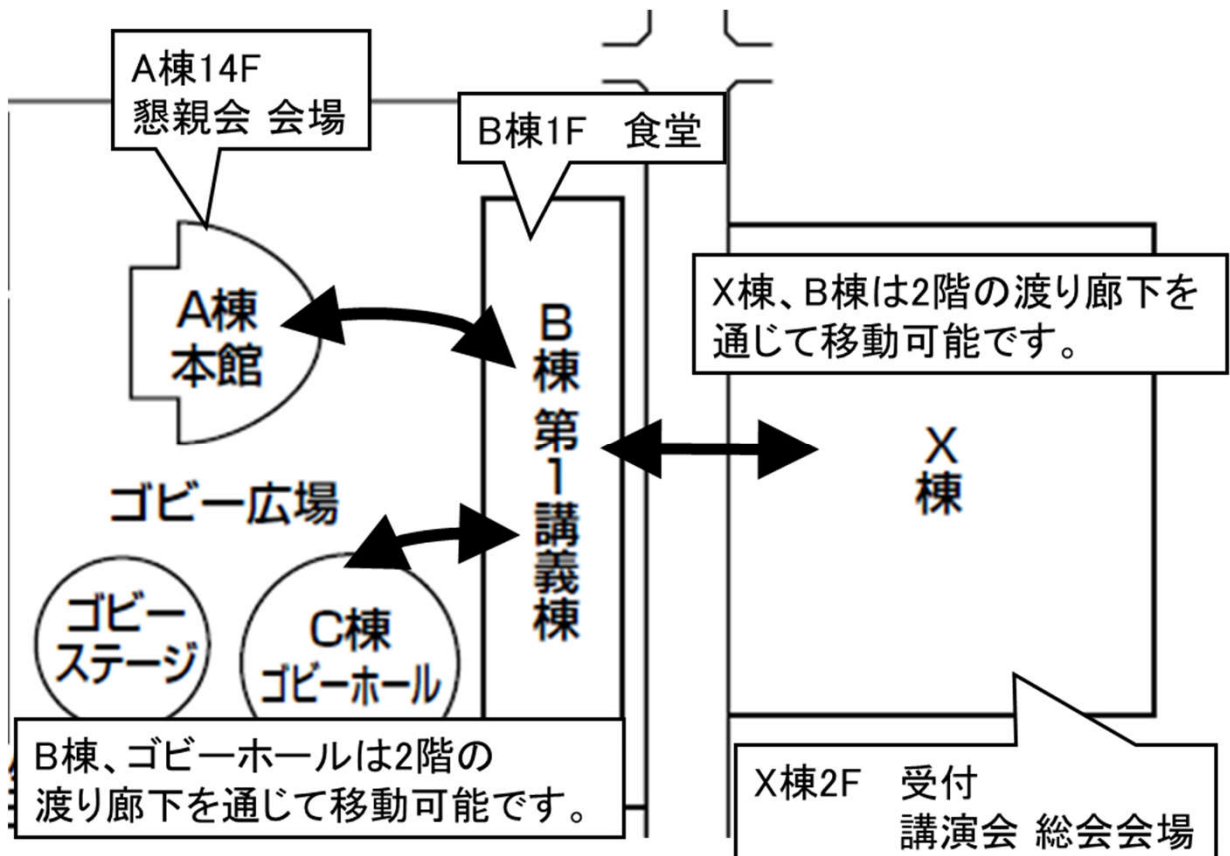 A棟14F
懇親会 会場
B棟1F　食堂
X棟、B棟は2階の渡り廊下を
通じて移動可能です。
A棟
本館
B棟 第1講義棟
X棟
ゴビー広場
ゴビー
ステージ
C棟
ゴビーホール
B棟、ゴビーホールは2階の
渡り廊下を通じて移動可能です。
X棟2F　受付
講演会 総会会場